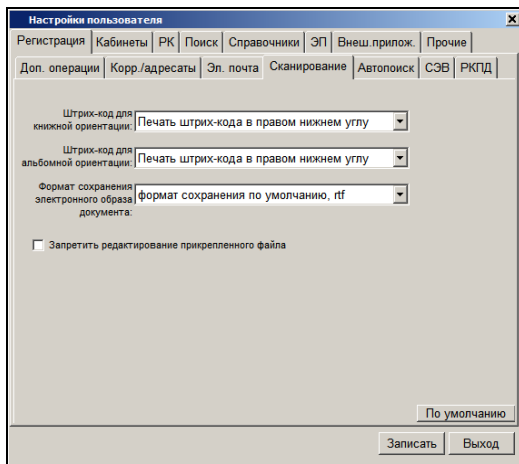 Настройки пользователя
Регистрация Кабинеты РК Поиск Справочники ЭП Внеш.прилож. Прочие
Доп. операции Корр./адресаты Эл. почта Сканирование Автопоиск СЭВ РКПД
Штрих-код для
книжной ориентации: Печать штрих-кода в правом нижнем углу
Штрих-код для
альбомной ориентации: Печать штрих-кода в правом нижнем углу
Формат сохранения
электронного образа формат сохранения по умолчанию, rtf
документа:
Запретить редактирование прикрепленного файла
По умолчанию
Записать Выход